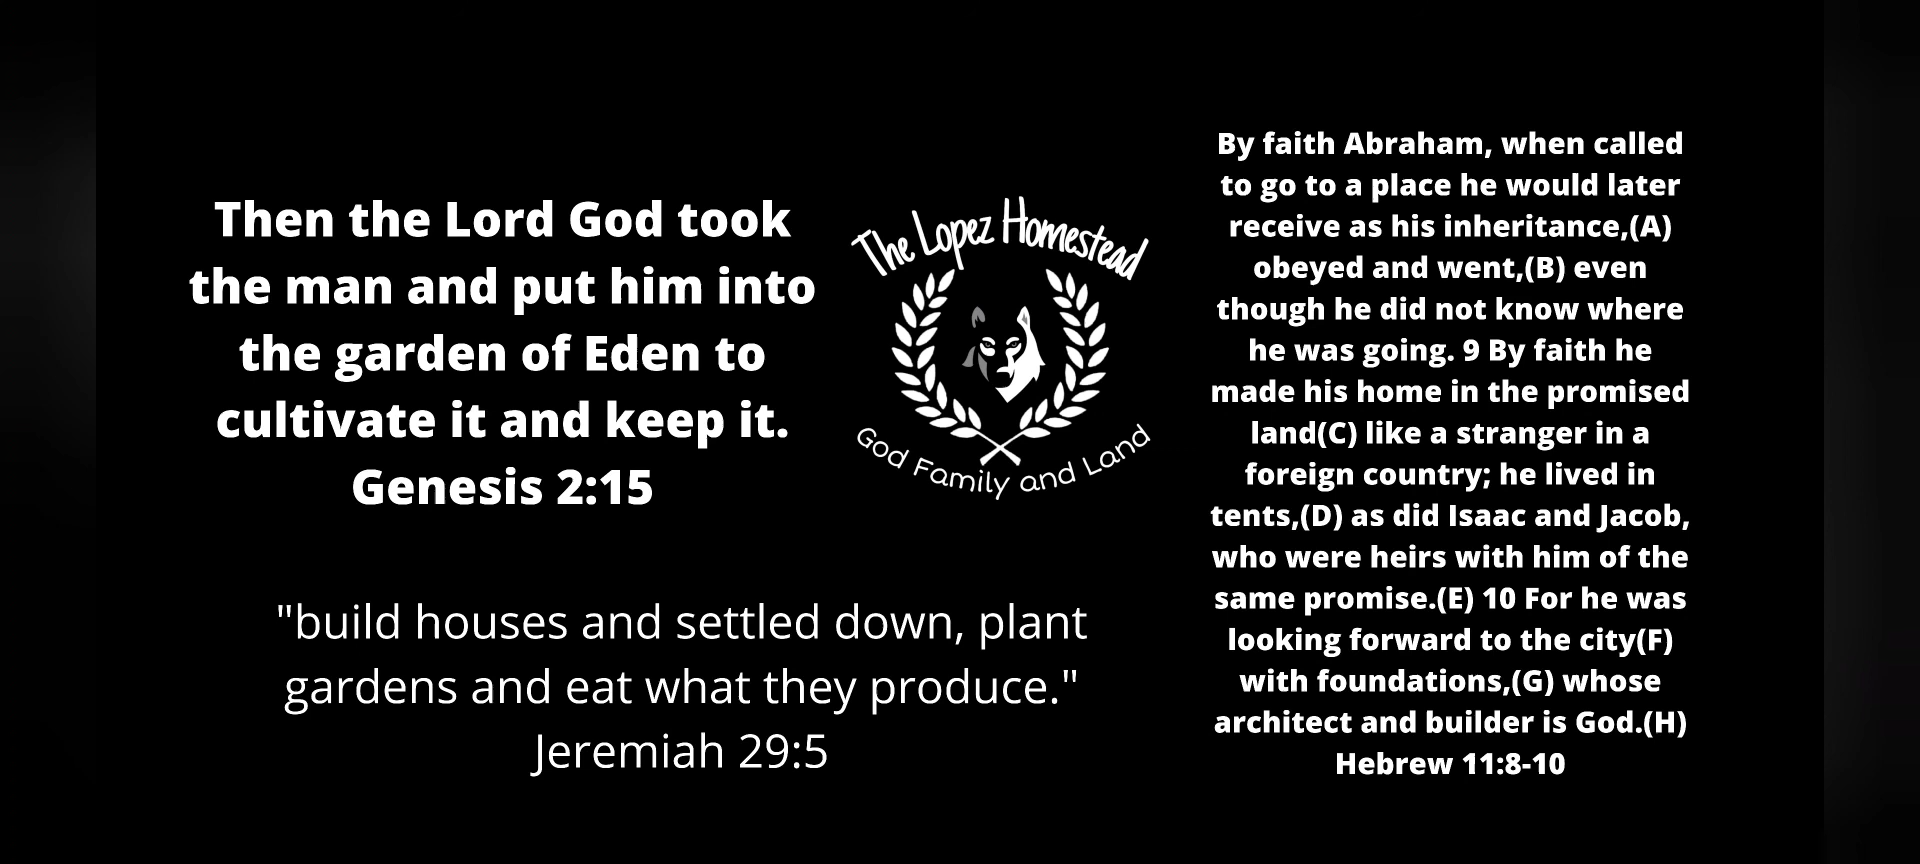 Then the Lord God took
the man and put him into
the garden of Eden to
cultivate it and keep it.
Genesis 2:15
"build houses and settled down, plant
gardens and eat what they produce."
Jeremiah 29:5
The Lopez Homestead
God Family and Land
By faith Abraham, when called
to go to a place he would later
receive as his inheritance,(A)
obeyed and went,(B) even
though he did not know where
he was going. 9 By faith he
made his home in the promised
land(C) like a stranger in a
foreign country; he lived in
tents,(D) as did Isaac and Jacob,
who were heirs with him of the
same promise.(E) 10 For he was
looking forward to the city(F)
with foundations,(G) whose
architect and builder is God.(H)
Hebrew 11:8-10